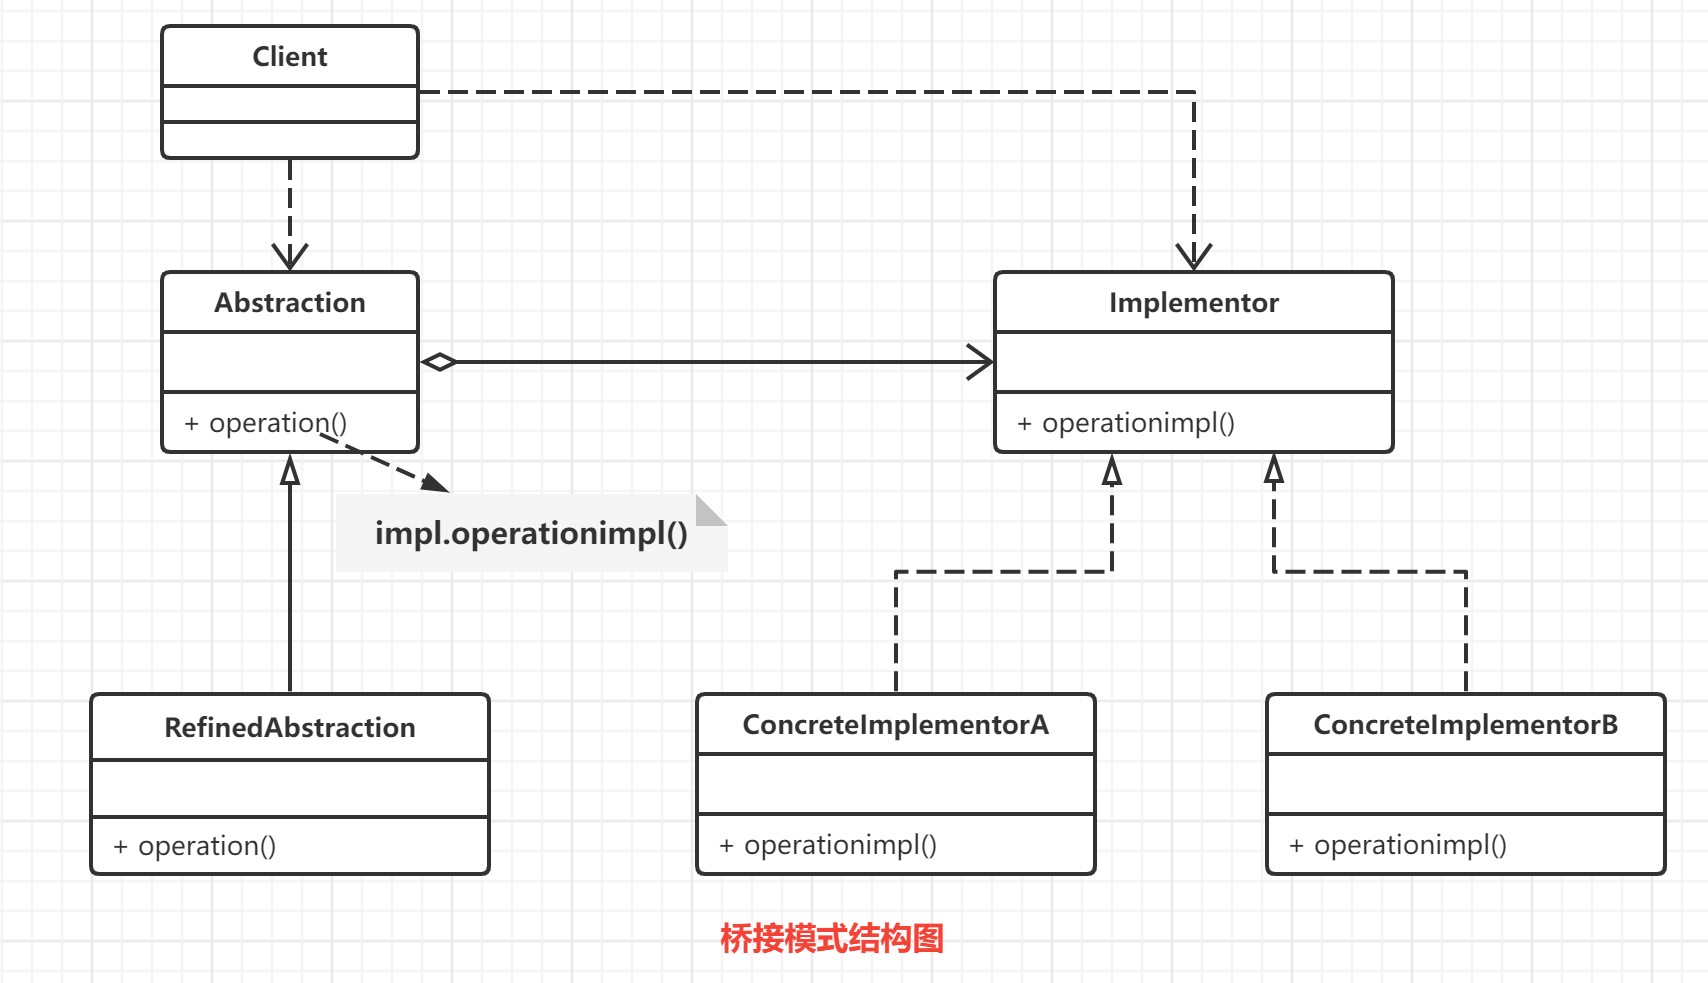 Client
Abstraction
+ operation()
Implementor
+ operationimpl()
impl.operationimpl()
RefinedAbstraction
+ operation()
ConcreteImplementorA
+ operationimpl()
ConcreteImplementorB
+ operationimpl()
桥接模式结构图